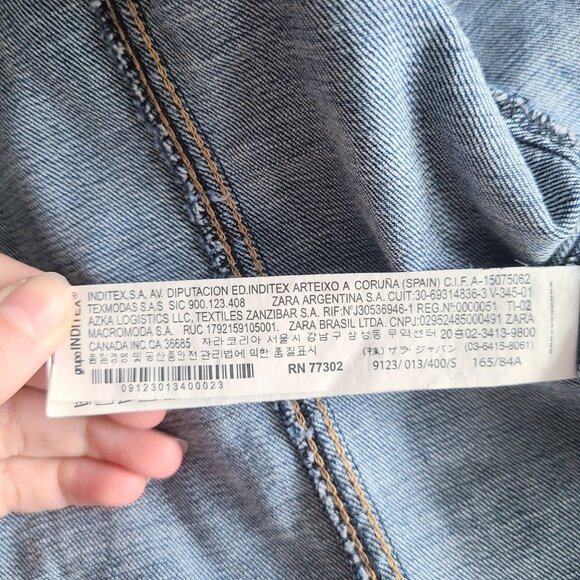 grupo INDITEX®
INDITEX,S.A, AV. DIPUTACION ED.INDITEX ARTEIXO A CORUÑA (SPAIN) C.I.F. A-15075062
TEXMODAS S.A.S SIC 900.123.408 ZARA ARGENTINA S.A. CUIT:30-69314836-3 V-345-01
AZKA LOGISTICS LLC, TEXTILES ZANZIBAR S.A. RIF:Nº J30536946-1 REG.Nº0000051 TI-02
MACROMODA S.A. RUC 1792159105001. ZARA BRASIL LTDA. CNPJ:02952485000491 ZARA
CANADA INC.CA 36685 자라코리아 서울시 강남구 삼성동 무역센터 20층 02-3413-9800
품질경영 및 공산품안전관리법에 의한 품질표시 (株) ザラ・ジャパン (03-6415-8061)
RN 77302 9123/ 013/400/S 165/84A
09123013400023